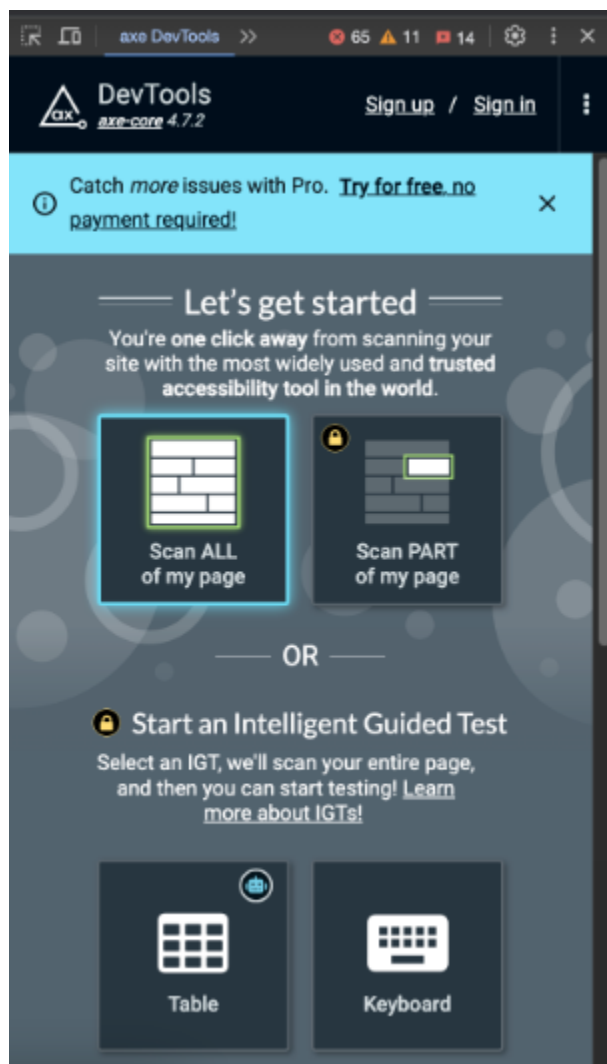 axe DevTools 65 11 14
DevTools
axe-core 4.7.2
Sign up / Sign in
Catch more issues with Pro. Try for free, no
payment required!
Let's get started
You're one click away from scanning your
site with the most widely used and trusted
accessibility tool in the world.
Scan ALL
of my page
Scan PART
of my page
OR
Start an Intelligent Guided Test
Select an IGT, we'll scan your entire page,
and then you can start testing! Learn
more about IGTs!
Table
Keyboard